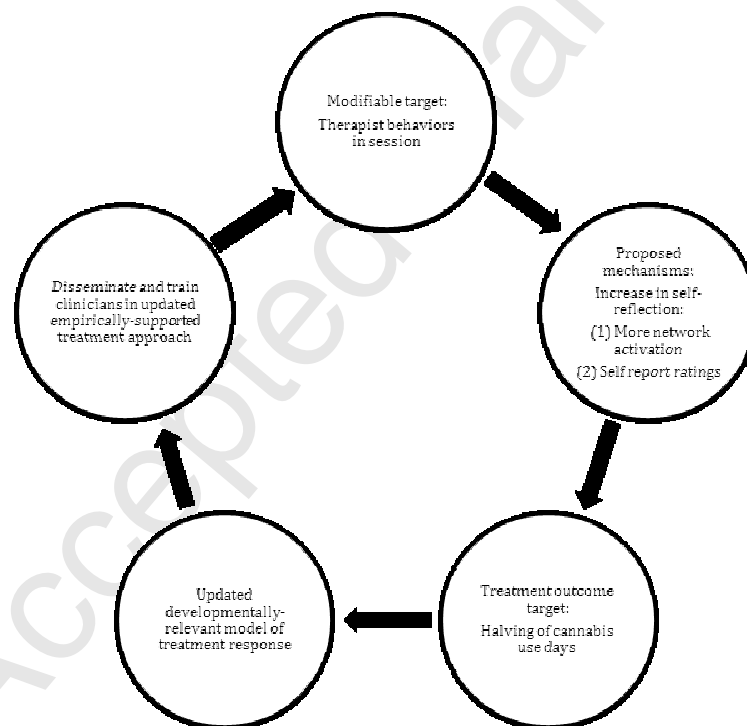 Modifiable target:
Therapist behaviors
in session
Proposed
mechanisms:
Increase in self-
reflection:
(1) More network
activation
(2) Self report ratings
Treatment outcome
target:
Halving of cannabis
use days
Updated
developmentally-
relevant model of
treatment response
Disseminate and train
clinicians in updated
empirically-supported
treatment approach
Accepted